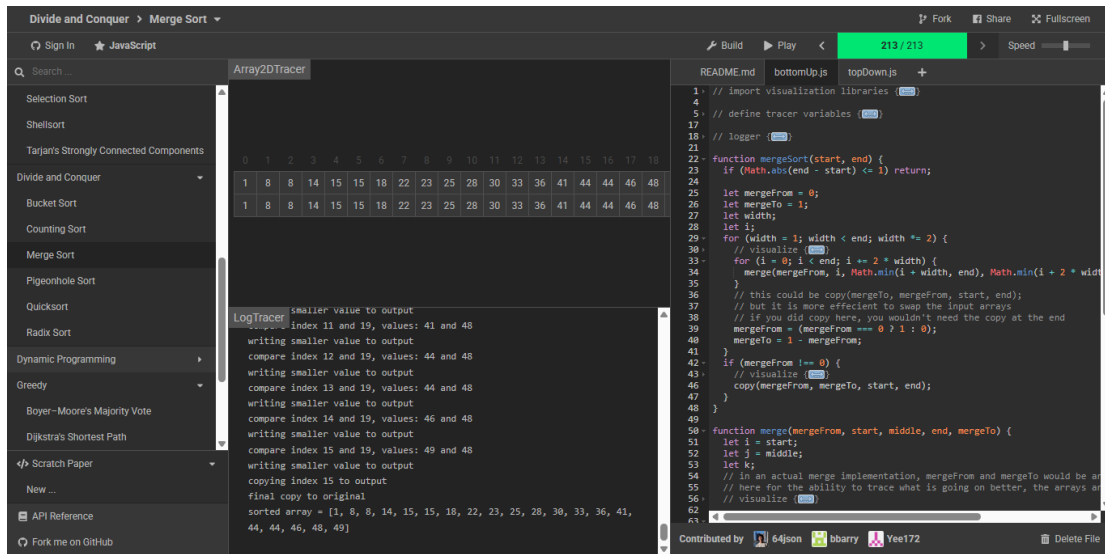 Divide and Conquer > Merge Sort
Fork
Share
Fullscreen
Sign In
JavaScript
Build
Play
213 / 213
Speed
Search ...
Selection Sort
Shellsort
Tarjan's Strongly Connected Components
Divide and Conquer
Bucket Sort
Counting Sort
Merge Sort
Pigeonhole Sort
Quicksort
Radix Sort
Dynamic Programming
Greedy
Boyer–Moore's Majority Vote
Dijkstra's Shortest Path
</> Scratch Paper
New ...
API Reference
Fork me on GitHub
Array2DTracer
0 1 2 3 4 5 6 7 8 9 10 11 12 13 14 15 16 17 18
1 8 8 14 15 15 18 22 23 25 28 30 33 36 41 44 44 46 48
1 8 8 14 15 15 18 22 23 25 28 30 33 36 41 44 44 46 48
LogTracer
smaller value to output
index 11 and 19, values: 41 and 48
writing smaller value to output
compare index 12 and 19, values: 44 and 48
writing smaller value to output
compare index 13 and 19, values: 44 and 48
writing smaller value to output
compare index 14 and 19, values: 46 and 48
writing smaller value to output
compare index 15 and 19, values: 49 and 48
writing smaller value to output
copying index 15 to output
final copy to original
sorted array = [1, 8, 8, 14, 15, 15, 18, 22, 23, 25, 28, 30, 33, 36, 41,
44, 44, 46, 48, 49]
README.md
bottomUp.js
topDown.js
+
1 // import visualization libraries {
4
5 // define tracer variables {
17
18 // logger {
21
22 function mergeSort(start, end) {
23 if (Math.abs(end - start) <= 1) return;
24
25 let mergeFrom = 0;
26 let mergeTo = 1;
27 let width;
28 let i;
29 for (width = 1; width < end; width *= 2) {
30 // visualize {
33 for (i = 0; i < end; i += 2 * width) {
34 merge(mergeFrom, i, Math.min(i + width, end), Math.min(i + 2 * widt
35 }
36 // this could be copy(mergeTo, mergeFrom, start, end);
37 // but it is more effecient to swap the input arrays
38 // if you did copy here, you wouldn't need the copy at the end
39 mergeFrom = (mergeFrom === 0 ? 1 : 0);
40 mergeTo = 1 - mergeFrom;
41 }
42 if (mergeFrom !== 0) {
43 // visualize {
46 copy(mergeFrom, mergeTo, start, end);
47 }
48 }
49
50 function merge(mergeFrom, start, middle, end, mergeTo) {
51 let i = start;
52 let j = middle;
53 let k;
54 // in an actual merge implementation, mergeFrom and mergeTo would be ar
55 // here for the ability to trace what is going on better, the arrays ar
56 // visualize {
62
63
Contributed by
64json
bbarry
Yee172
Delete File